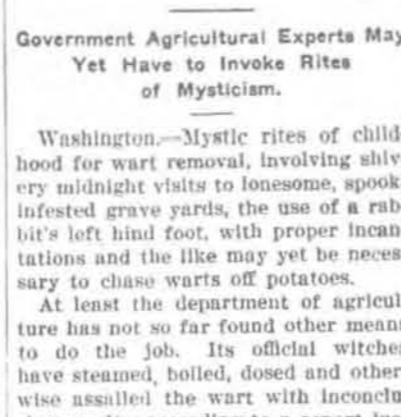 Government Agricultural Experts May
Yet Have to Invoke Rites
of Mysticism.
Washington.—Mystic rites of child
hood for wart removal, involving shiv
ery midnight visits to lonesome, spook
infested grave yards, the use of a rab
bit's left hind foot, with proper incan
tations and the like may yet be neces
sary to chase warts off potatoes.
At least the department of agricul
ture has not so far found other means
to do the job. Its official witches
have steamed, boiled, dosed and other
wise assailed the wart with inconclu